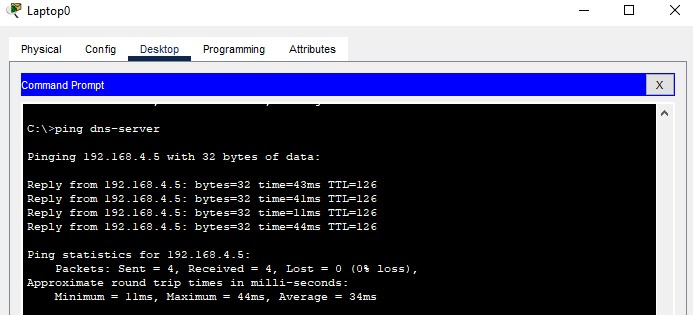 Laptop0
Physical Config Desktop Programming Attributes
Command Prompt
X
C:\>ping dns-server
Pinging 192.168.4.5 with 32 bytes of data:
Reply from 192.168.4.5: bytes=32 time=43ms TTL=126
Reply from 192.168.4.5: bytes=32 time=41ms TTL=126
Reply from 192.168.4.5: bytes=32 time=11ms TTL=126
Reply from 192.168.4.5: bytes=32 time=44ms TTL=126
Ping statistics for 192.168.4.5:
Packets: Sent = 4, Received = 4, Lost = 0 (0% loss),
Approximate round trip times in milli-seconds:
Minimum = 11ms, Maximum = 44ms, Average = 34ms